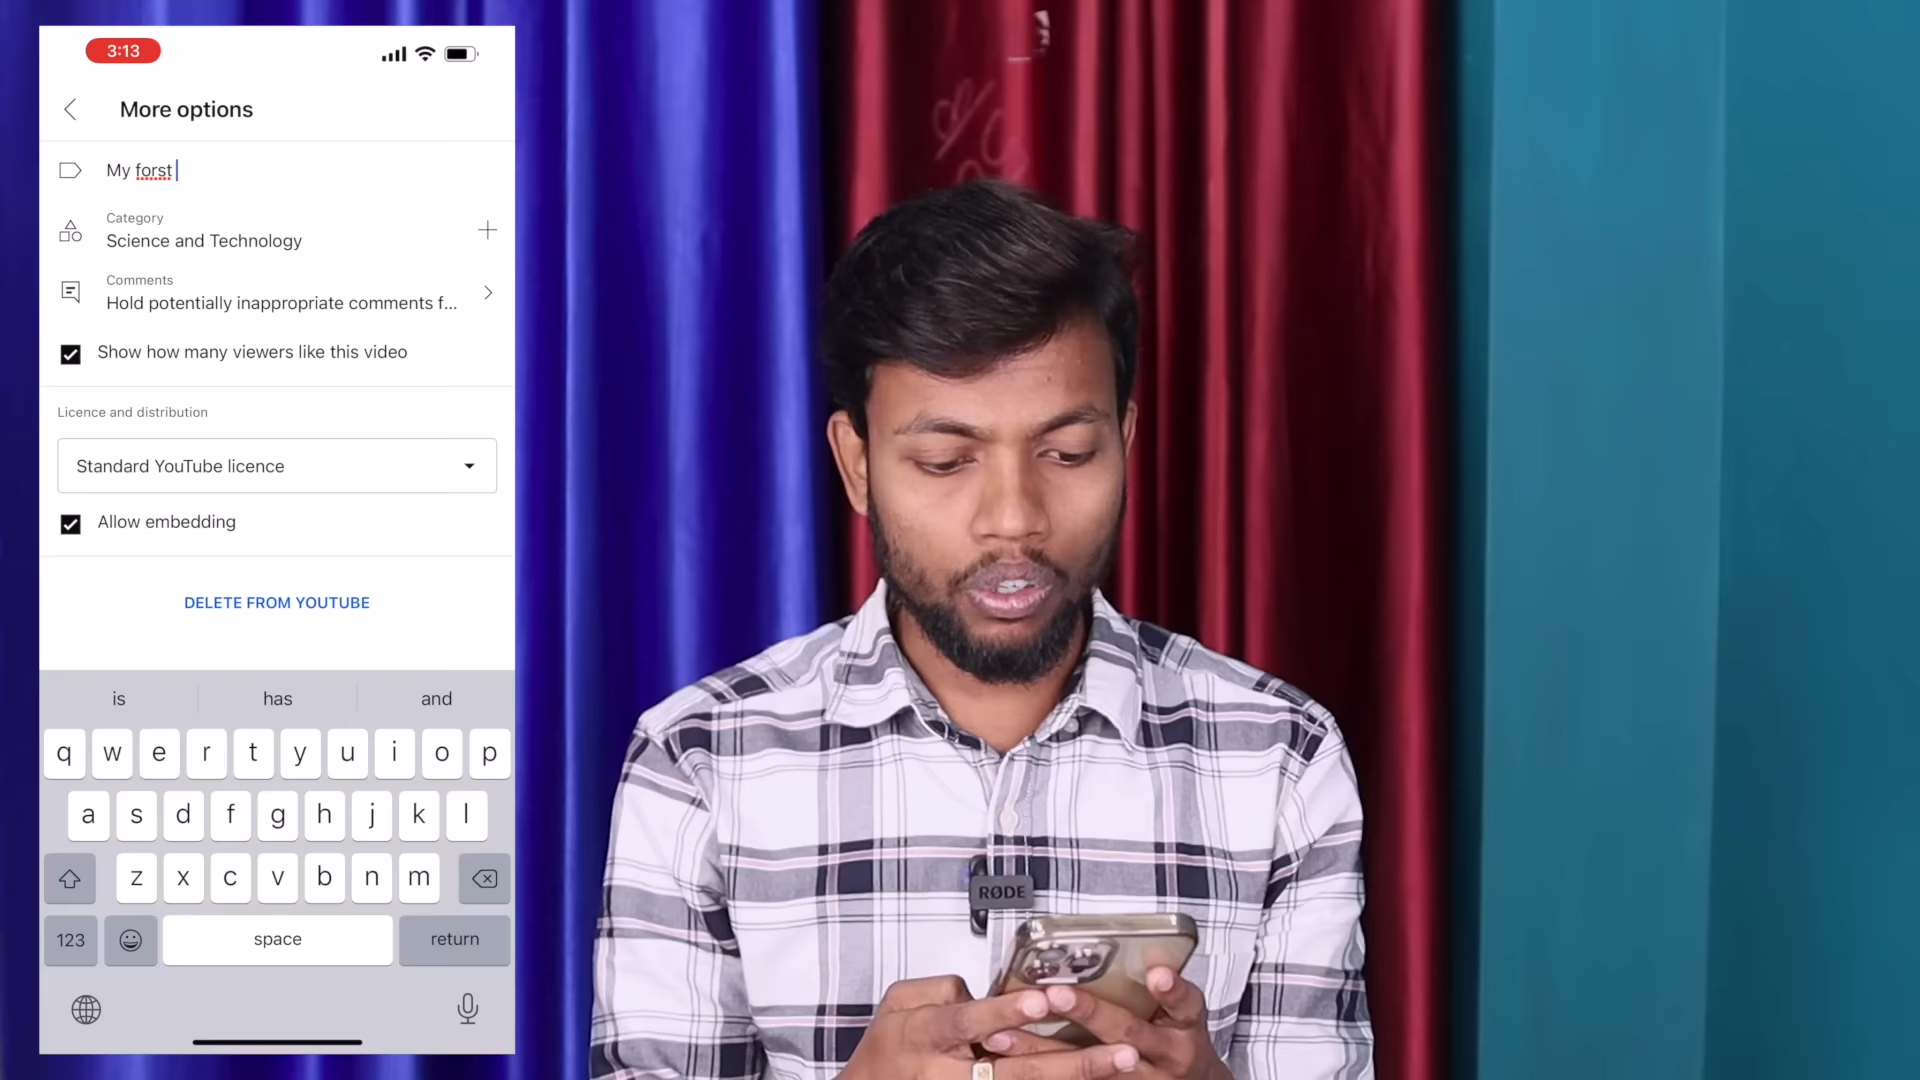 3:13
More options
My forst
Category
Science and Technology
Comments
Hold potentially inappropriate comments f...
Show how many viewers like this video
Licence and distribution
Standard YouTube licence
Allow embedding
DELETE FROM YOUTUBE
is has and
q w e r t y u i o p
a s d f g h j k l
z x c v b n m
123 space return
RØDE